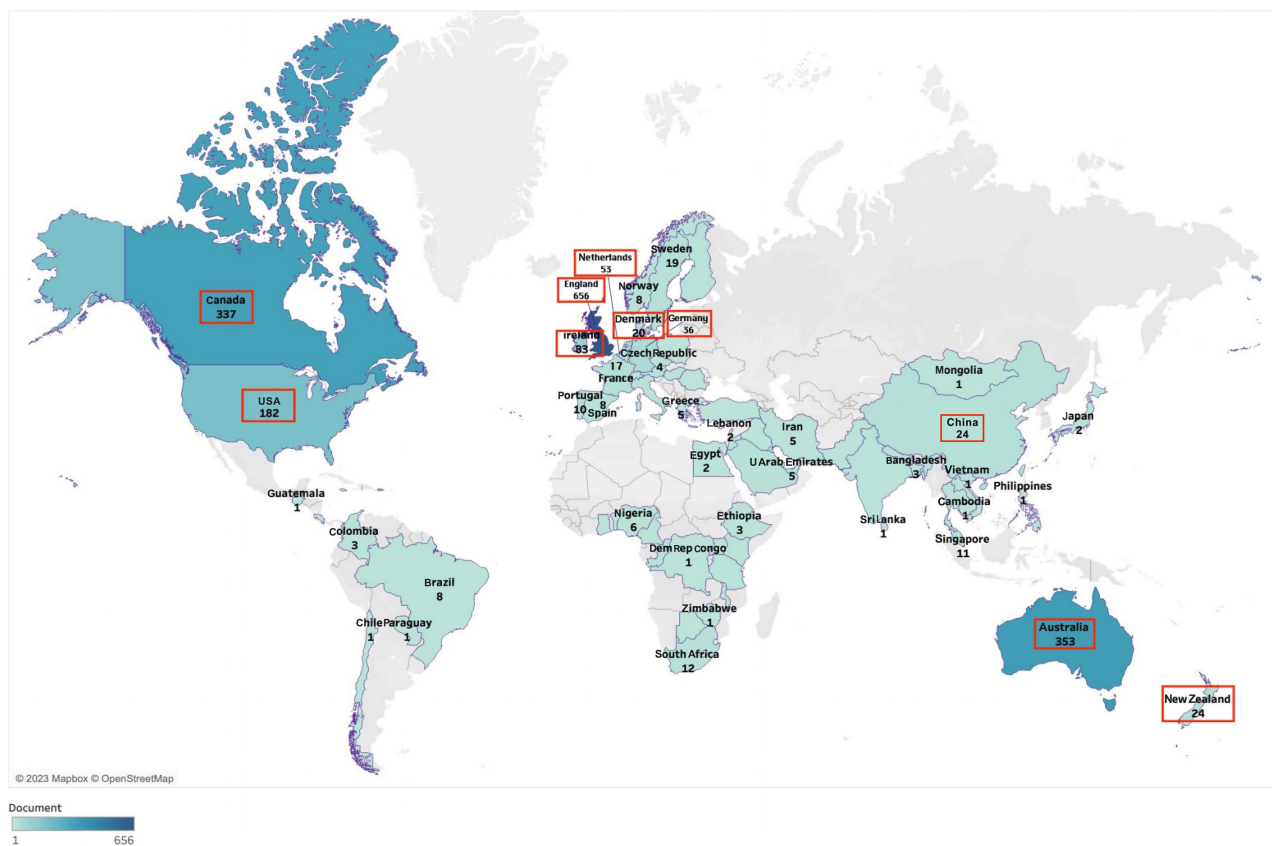 Netherlands
53
Sweden
19
England
656
Norway
8
Canada
337
Denmark
20
Germany
36
Ireland
83
Czech Republic
4
17
France
Mongolia
1
USA
182
Portugal
10
8
Spain
Greece
5
Lebanon
2
Iran
5
China
24
Japan
2
Egypt
2
U Arab Emirates
5
Bangladesh
3
Vietnam
1
Philippines
1
Guatemala
1
Cambodia
1
Nigeria
6
Ethiopia
3
Sri Lanka
1
Colombia
3
Singapore
11
Dem Rep Congo
1
Brazil
8
Zimbabwe
1
Chile
1
Paraguay
1
Australia
353
South Africa
12
New Zealand
24
© 2023 Mapbox © OpenStreetMap
Document
1
656